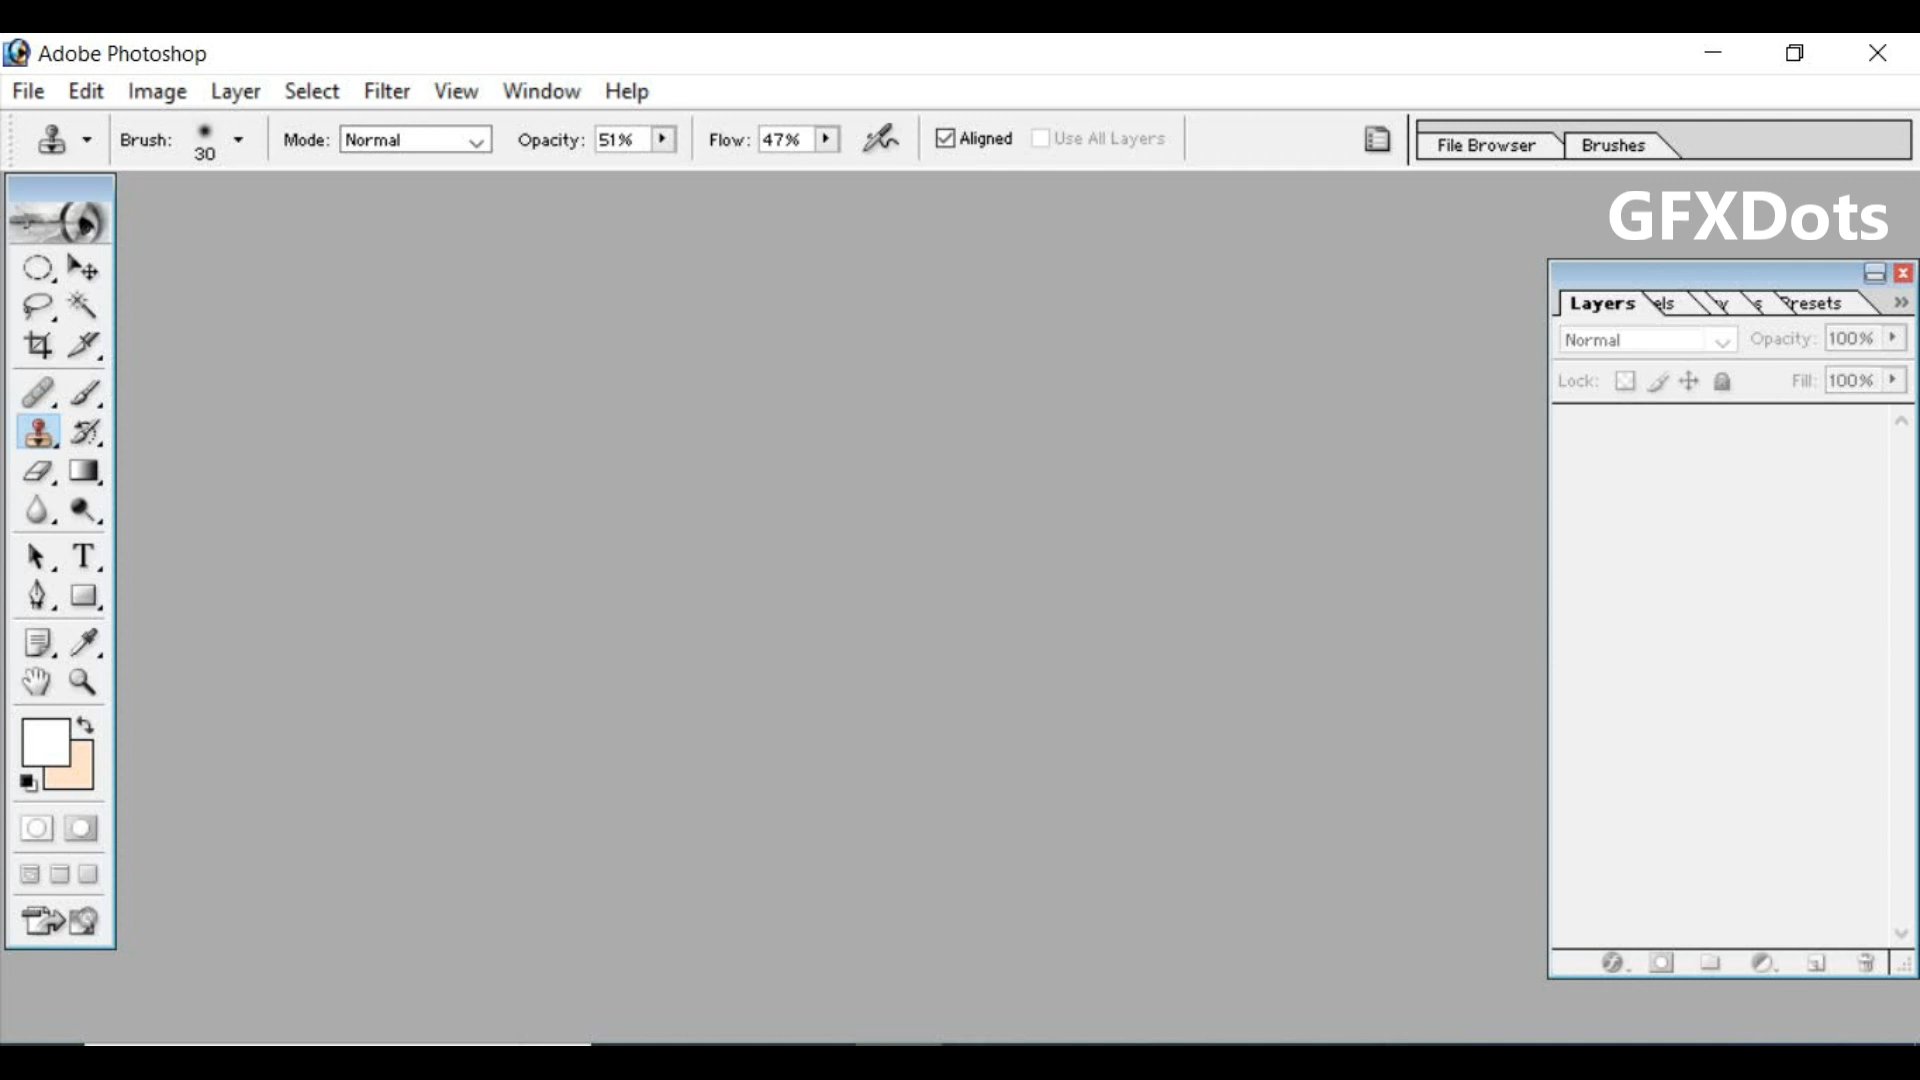 Adobe Photoshop
File Edit Image Layer Select Filter View Window Help
Brush: 30 Mode: Normal Opacity: 51% Flow: 47% Aligned Use All Layers File Browser Brushes
GFXDots
Layers els y s Presets
Normal Opacity: 100%
Lock: Fill: 100%
T